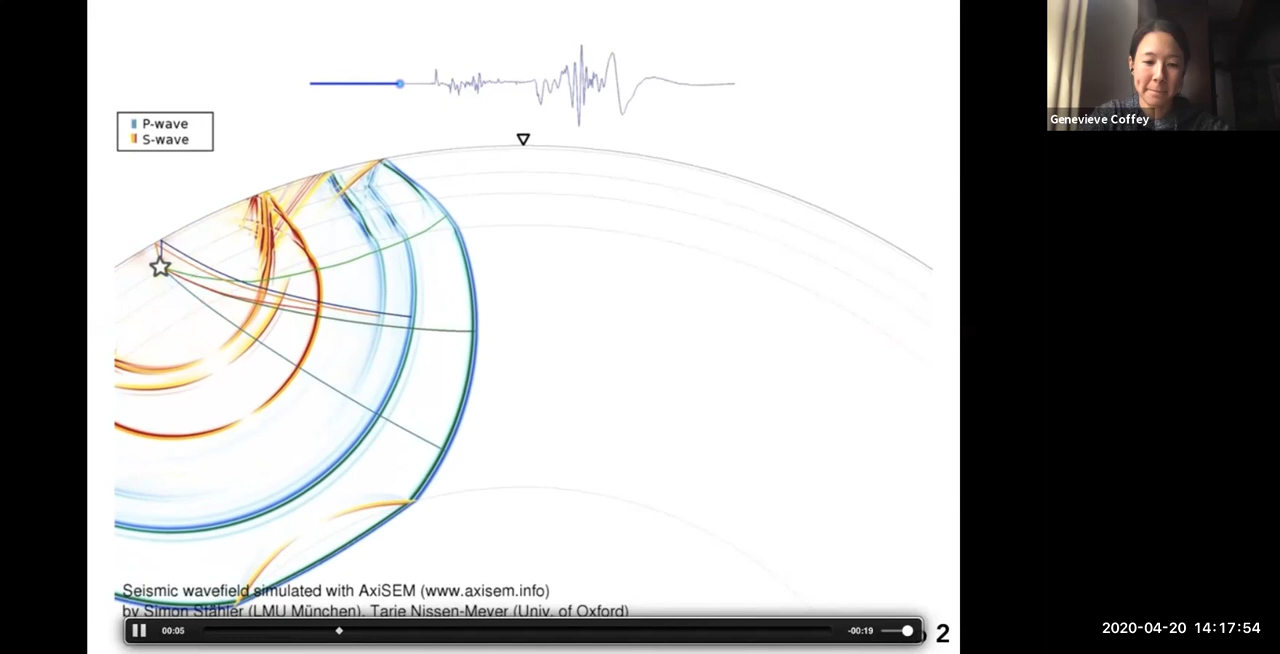 P-wave
S-wave
Genevieve Coffey
Seismic wavefield simulated with AxiSEM (www.axisem.info)
by Simon Stähler (LMU München), Tarje Nissen-Meyer (Univ. of Oxford)
00:05
-00:19
2
2020-04-20 14:17:54